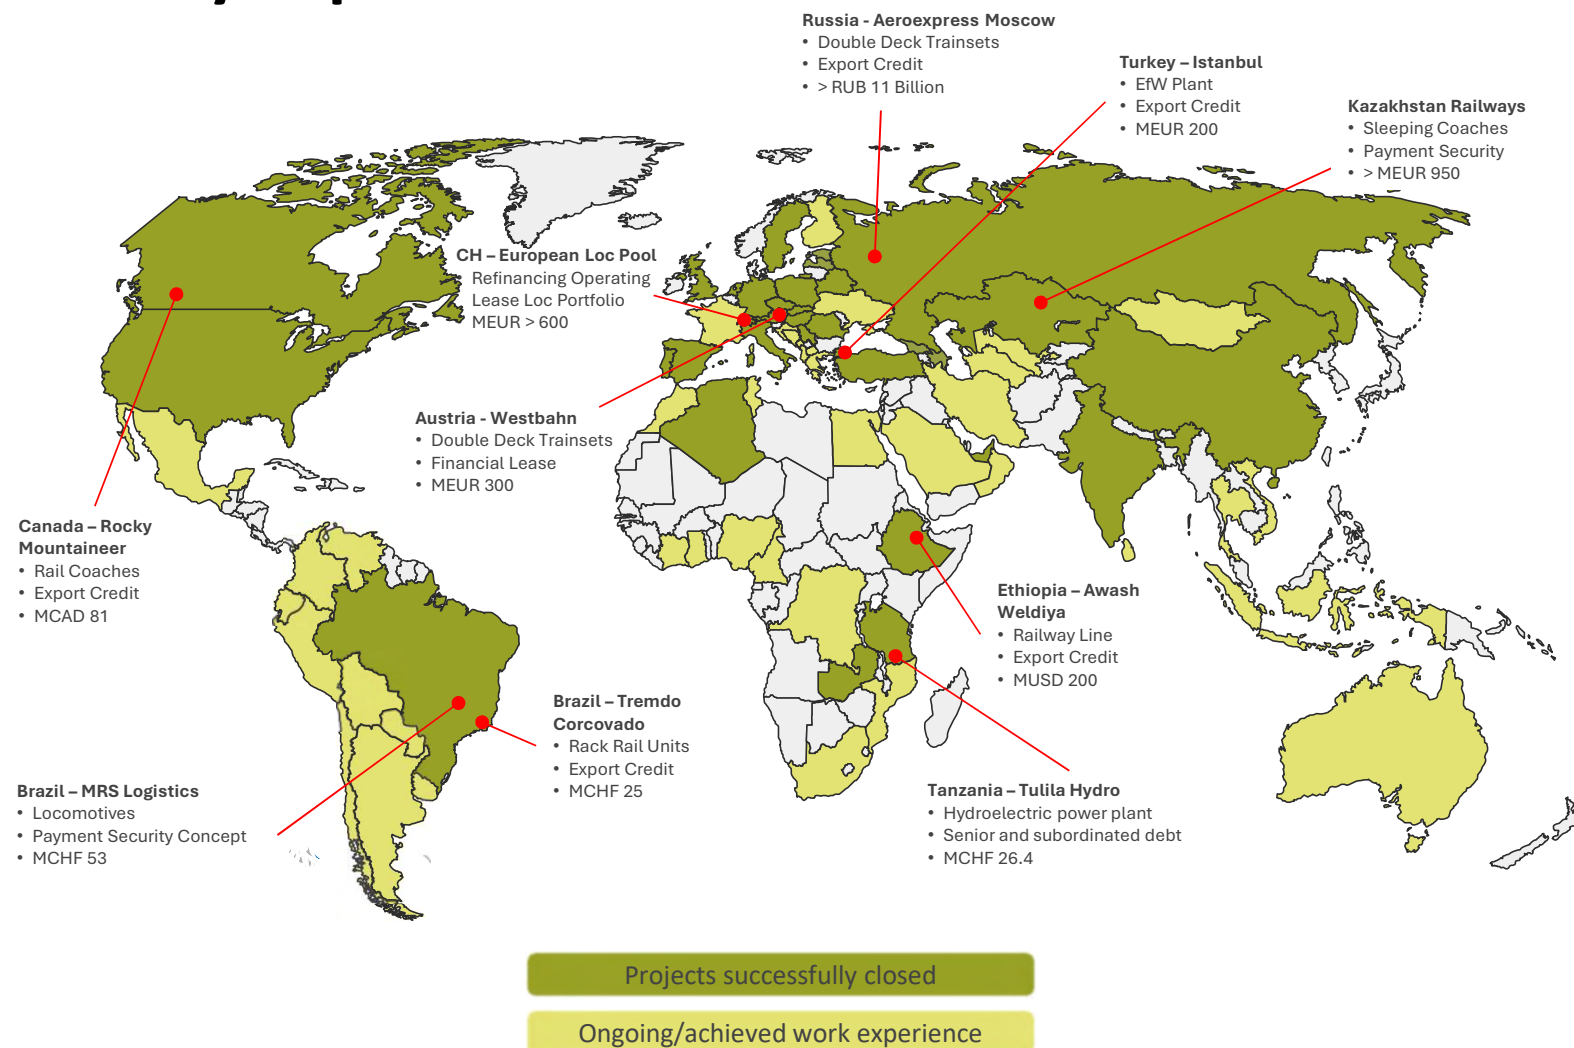 Russia - Aeroexpress Moscow
• Double Deck Trainsets
• Export Credit
• > RUB 11 Billion
Turkey – Istanbul
• EfW Plant
• Export Credit
• MEUR 200
Kazakhstan Railways
• Sleeping Coaches
• Payment Security
• > MEUR 950
CH – European Loc Pool
Refinancing Operating
Lease Loc Portfolio
MEUR > 600
Austria - Westbahn
• Double Deck Trainsets
• Financial Lease
• MEUR 300
Canada – Rocky
Mountaineer
• Rail Coaches
• Export Credit
• MCAD 81
Ethiopia – Awash
Weldiya
• Railway Line
• Export Credit
• MUSD 200
Brazil – Tremdo
Corcovado
• Rack Rail Units
• Export Credit
• MCHF 25
Brazil – MRS Logistics
• Locomotives
• Payment Security Concept
• MCHF 53
Tanzania – Tulila Hydro
• Hydroelectric power plant
• Senior and subordinated debt
• MCHF 26.4
Projects successfully closed
Ongoing/achieved work experience